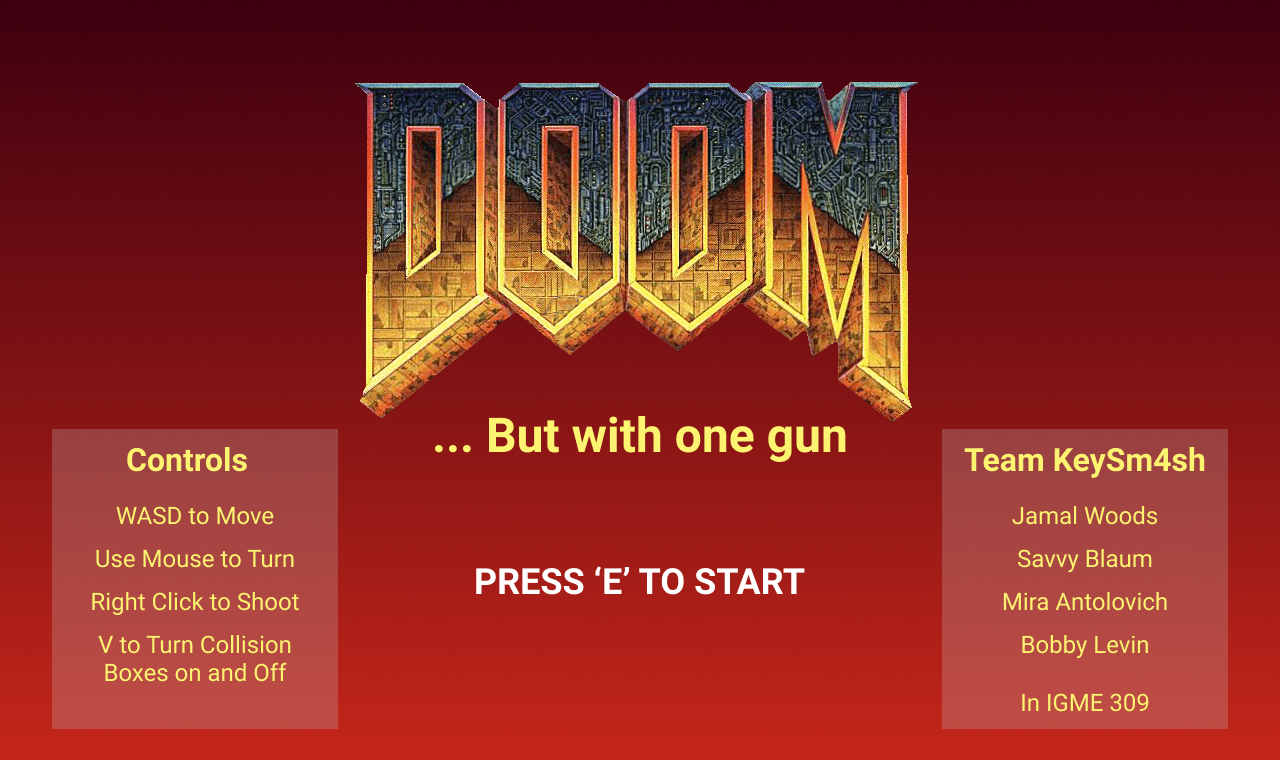 DOOM
... But with one gun
Controls
WASD to Move
Use Mouse to Turn
Right Click to Shoot
V to Turn Collision
Boxes on and Off
PRESS ‘E’ TO START
Team KeySm4sh
Jamal Woods
Savvy Blaum
Mira Antolovich
Bobby Levin
In IGME 309